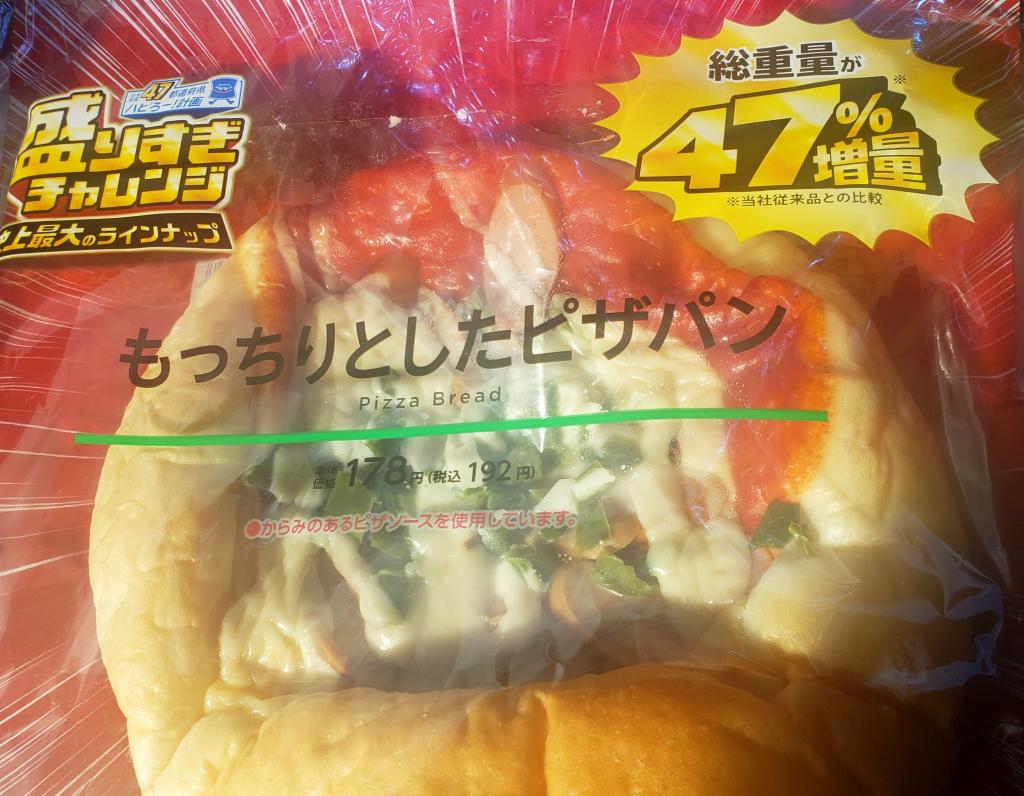 47都道府県
ハピろー!計画
盛りすぎ
チャレンジ
史上最大のラインナップ
総重量が
47%増量※
※当社従来品との比較
もっちりとしたピザパン
Pizza Bread
本体価格 178円(税込 192円)
●からみのあるピザソースを使用しています。